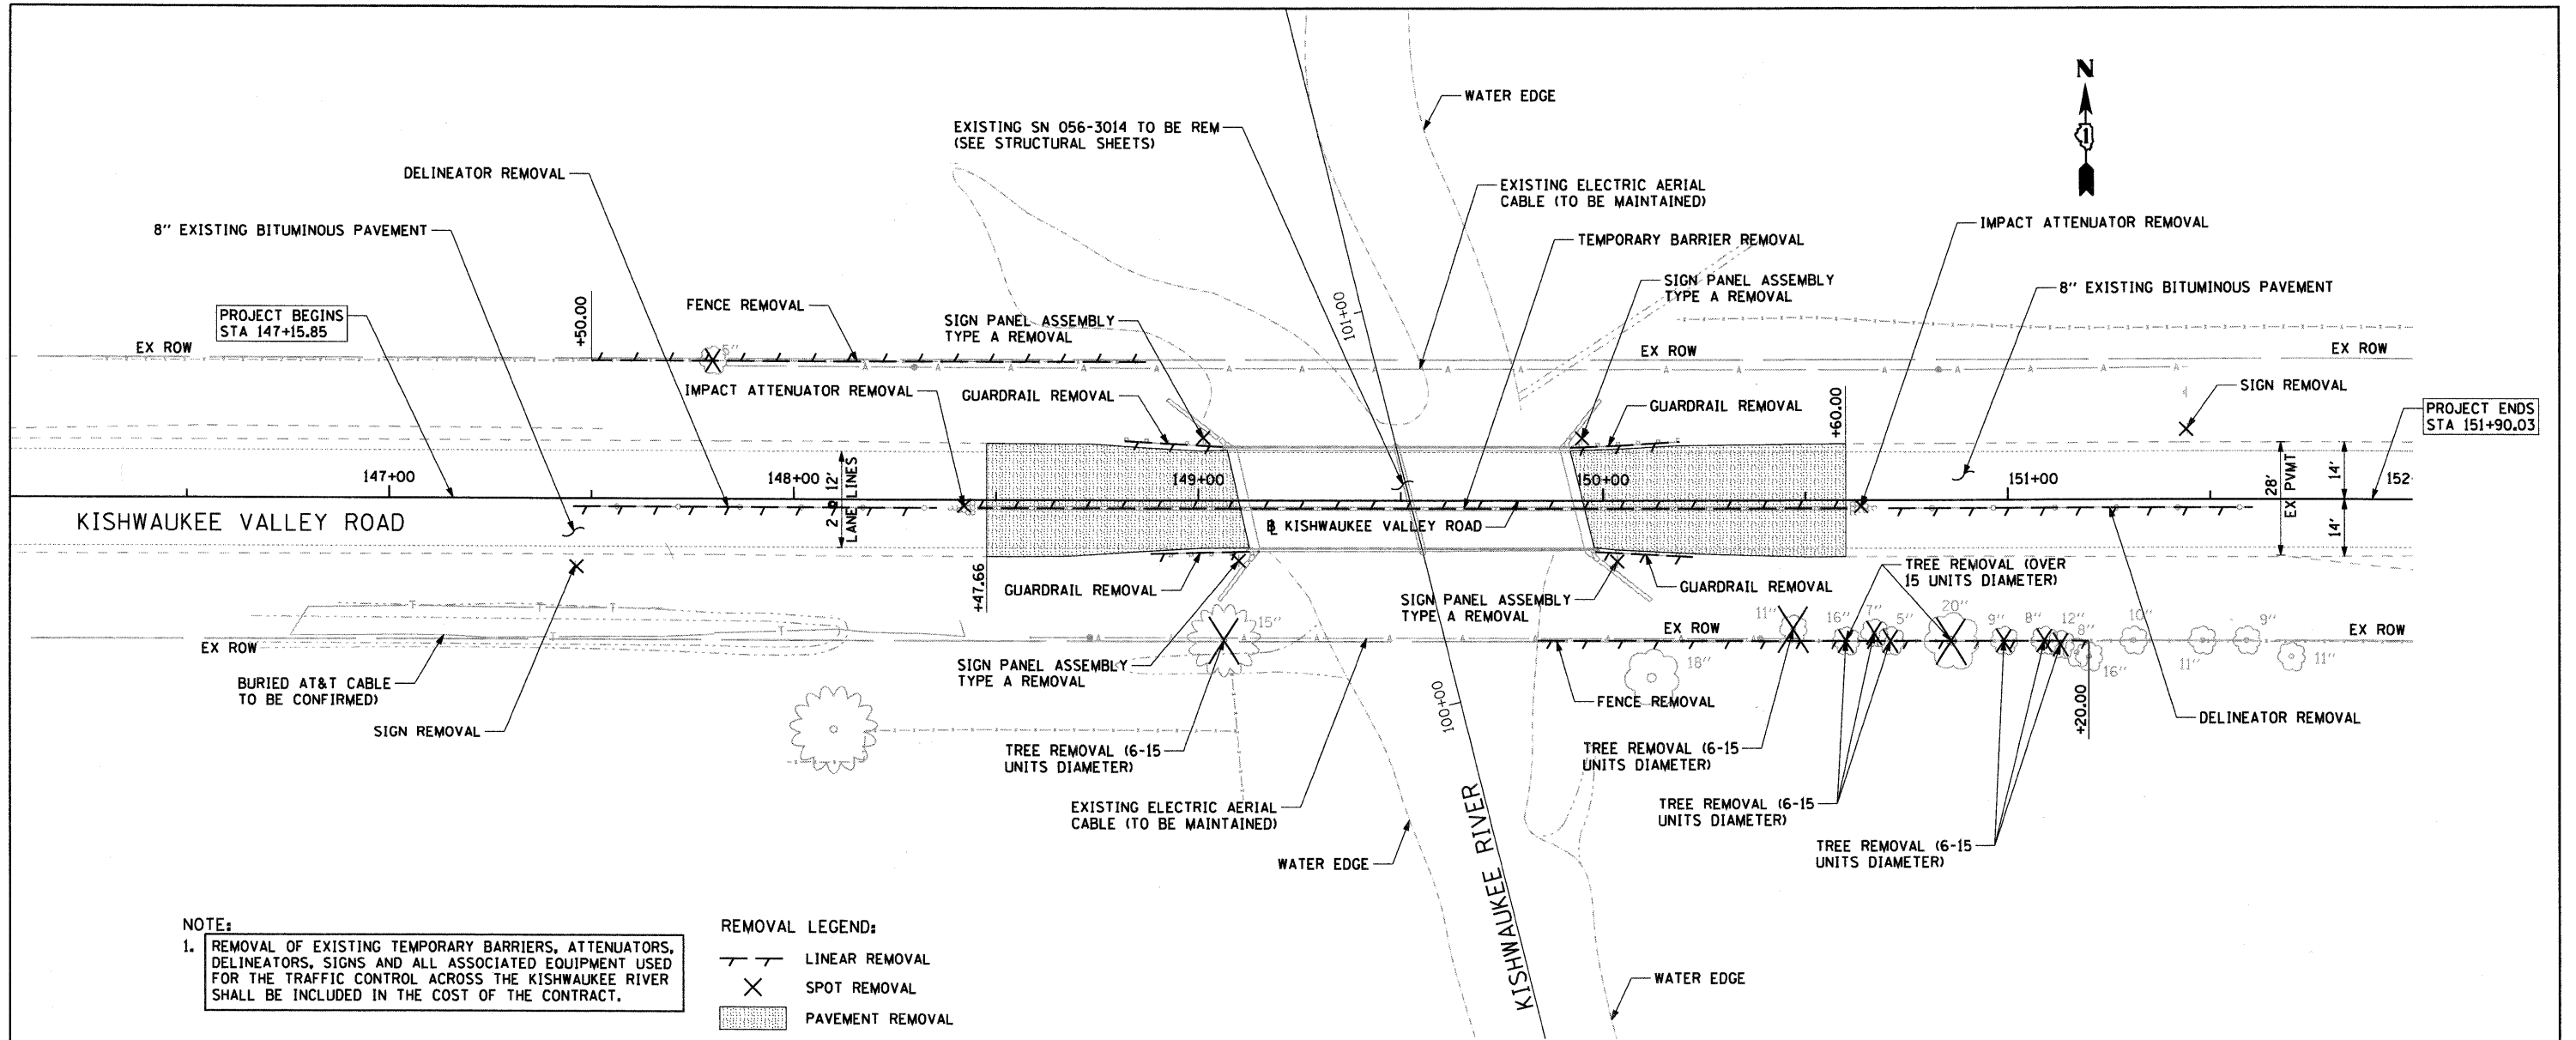 N
1
WATER EDGE
EXISTING SN 056-3014 TO BE REM
(SEE STRUCTURAL SHEETS)
DELINEATOR REMOVAL
EXISTING ELECTRIC AERIAL
CABLE (TO BE MAINTAINED)
IMPACT ATTENUATOR REMOVAL
8" EXISTING BITUMINOUS PAVEMENT
TEMPORARY BARRIER REMOVAL
SIGN PANEL ASSEMBLY
TYPE A REMOVAL
8" EXISTING BITUMINOUS PAVEMENT
PROJECT BEGINS
STA 147+15.85
+50.00
FENCE REMOVAL
SIGN PANEL ASSEMBLY
TYPE A REMOVAL
101+00
EX ROW
5"
EX ROW
EX ROW
IMPACT ATTENUATOR REMOVAL
GUARDRAIL REMOVAL
GUARDRAIL REMOVAL
+60.00
SIGN REMOVAL
PROJECT ENDS
STA 151+90.03
147+00
148+00
2 @ 12'
LANE LINES
149+00
150+00
151+00
152
28'
EX PVMT
14'
14'
KISHWAUKEE VALLEY ROAD
℄ KISHWAUKEE VALLEY ROAD
+47.66
GUARDRAIL REMOVAL
GUARDRAIL REMOVAL
SIGN PANEL ASSEMBLY
TYPE A REMOVAL
TREE REMOVAL (OVER
15 UNITS DIAMETER)
15"
11"
16"
7"
5"
20"
9"
8"
12"
8"
16"
10"
11"
9"
11"
18"
EX ROW
EX ROW
EX ROW
BURIED AT&T CABLE
TO BE CONFIRMED)
SIGN PANEL ASSEMBLY
TYPE A REMOVAL
SIGN REMOVAL
100+00
FENCE REMOVAL
+20.00
DELINEATOR REMOVAL
TREE REMOVAL (6-15
UNITS DIAMETER)
TREE REMOVAL (6-15
UNITS DIAMETER)
EXISTING ELECTRIC AERIAL
CABLE (TO BE MAINTAINED)
TREE REMOVAL (6-15
UNITS DIAMETER)
TREE REMOVAL (6-15
UNITS DIAMETER)
WATER EDGE
KISHWAUKEE RIVER
WATER EDGE
NOTE:
1. REMOVAL OF EXISTING TEMPORARY BARRIERS, ATTENUATORS,
DELINEATORS, SIGNS AND ALL ASSOCIATED EQUIPMENT USED
FOR THE TRAFFIC CONTROL ACROSS THE KISHWAUKEE RIVER
SHALL BE INCLUDED IN THE COST OF THE CONTRACT.
REMOVAL LEGEND:
LINEAR REMOVAL
SPOT REMOVAL
PAVEMENT REMOVAL